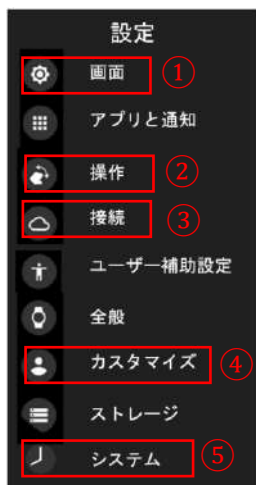 設定
画面 ①
アプリと通知
操作 ②
接続 ③
ユーザー補助設定
全般
カスタマイズ ④
ストレージ
システム ⑤